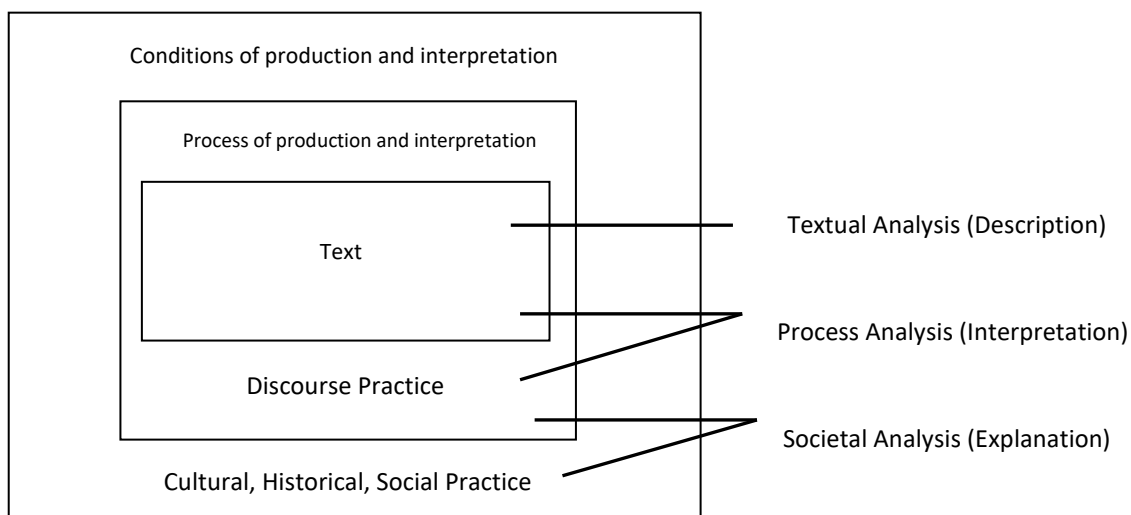 Conditions of production and interpretation
Process of production and interpretation
Text
Textual Analysis (Description)
Process Analysis (Interpretation)
Discourse Practice
Societal Analysis (Explanation)
Cultural, Historical, Social Practice